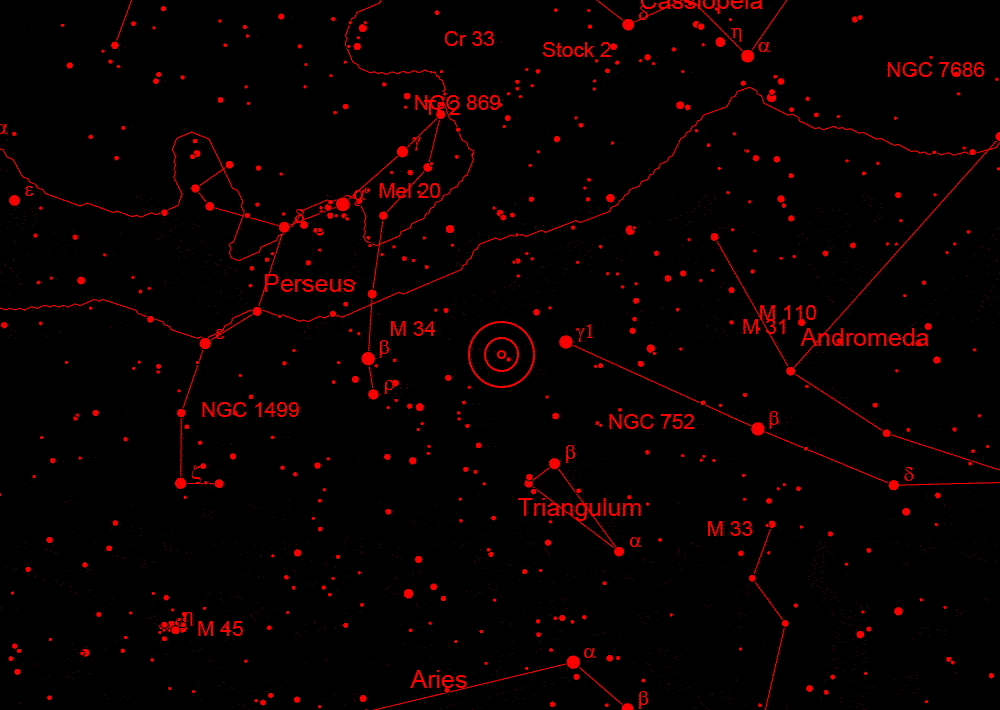 Cassiopeia
δ
η
α
Cr 33
Stock 2
NGC 7686
NGC 869
α
γ
ε
Mel 20
α
δ
Perseus
M 34
ε
β
ρ
γ1
M 110
M 31
Andromeda
NGC 1499
NGC 752
β
β
ζ
δ
Triangulum
M 33
α
η
M 45
α
Aries
β